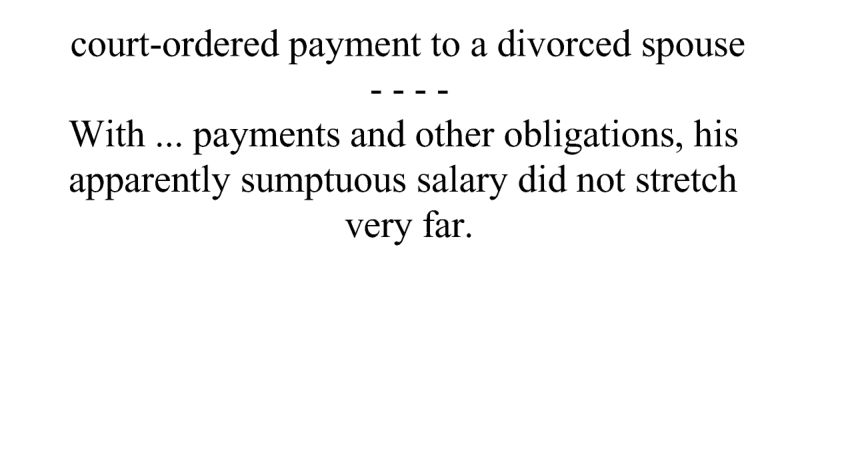 court-ordered payment to a divorced spouse
- - - -
With ... payments and other obligations, his
apparently sumptuous salary did not stretch
very far.